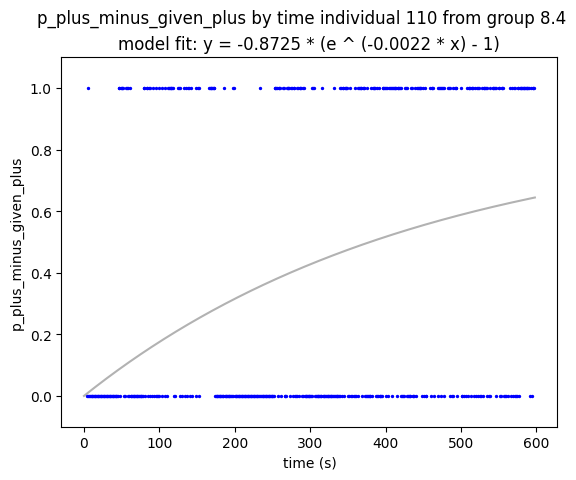 p_plus_minus_given_plus by time individual 110 from group 8.4
model fit: y = -0.8725 * (e ^ (-0.0022 * x) - 1)
1.0
0.8
0.6
0.4
0.2
0.0
p_plus_minus_given_plus
0 100 200 300 400 500 600
time (s)